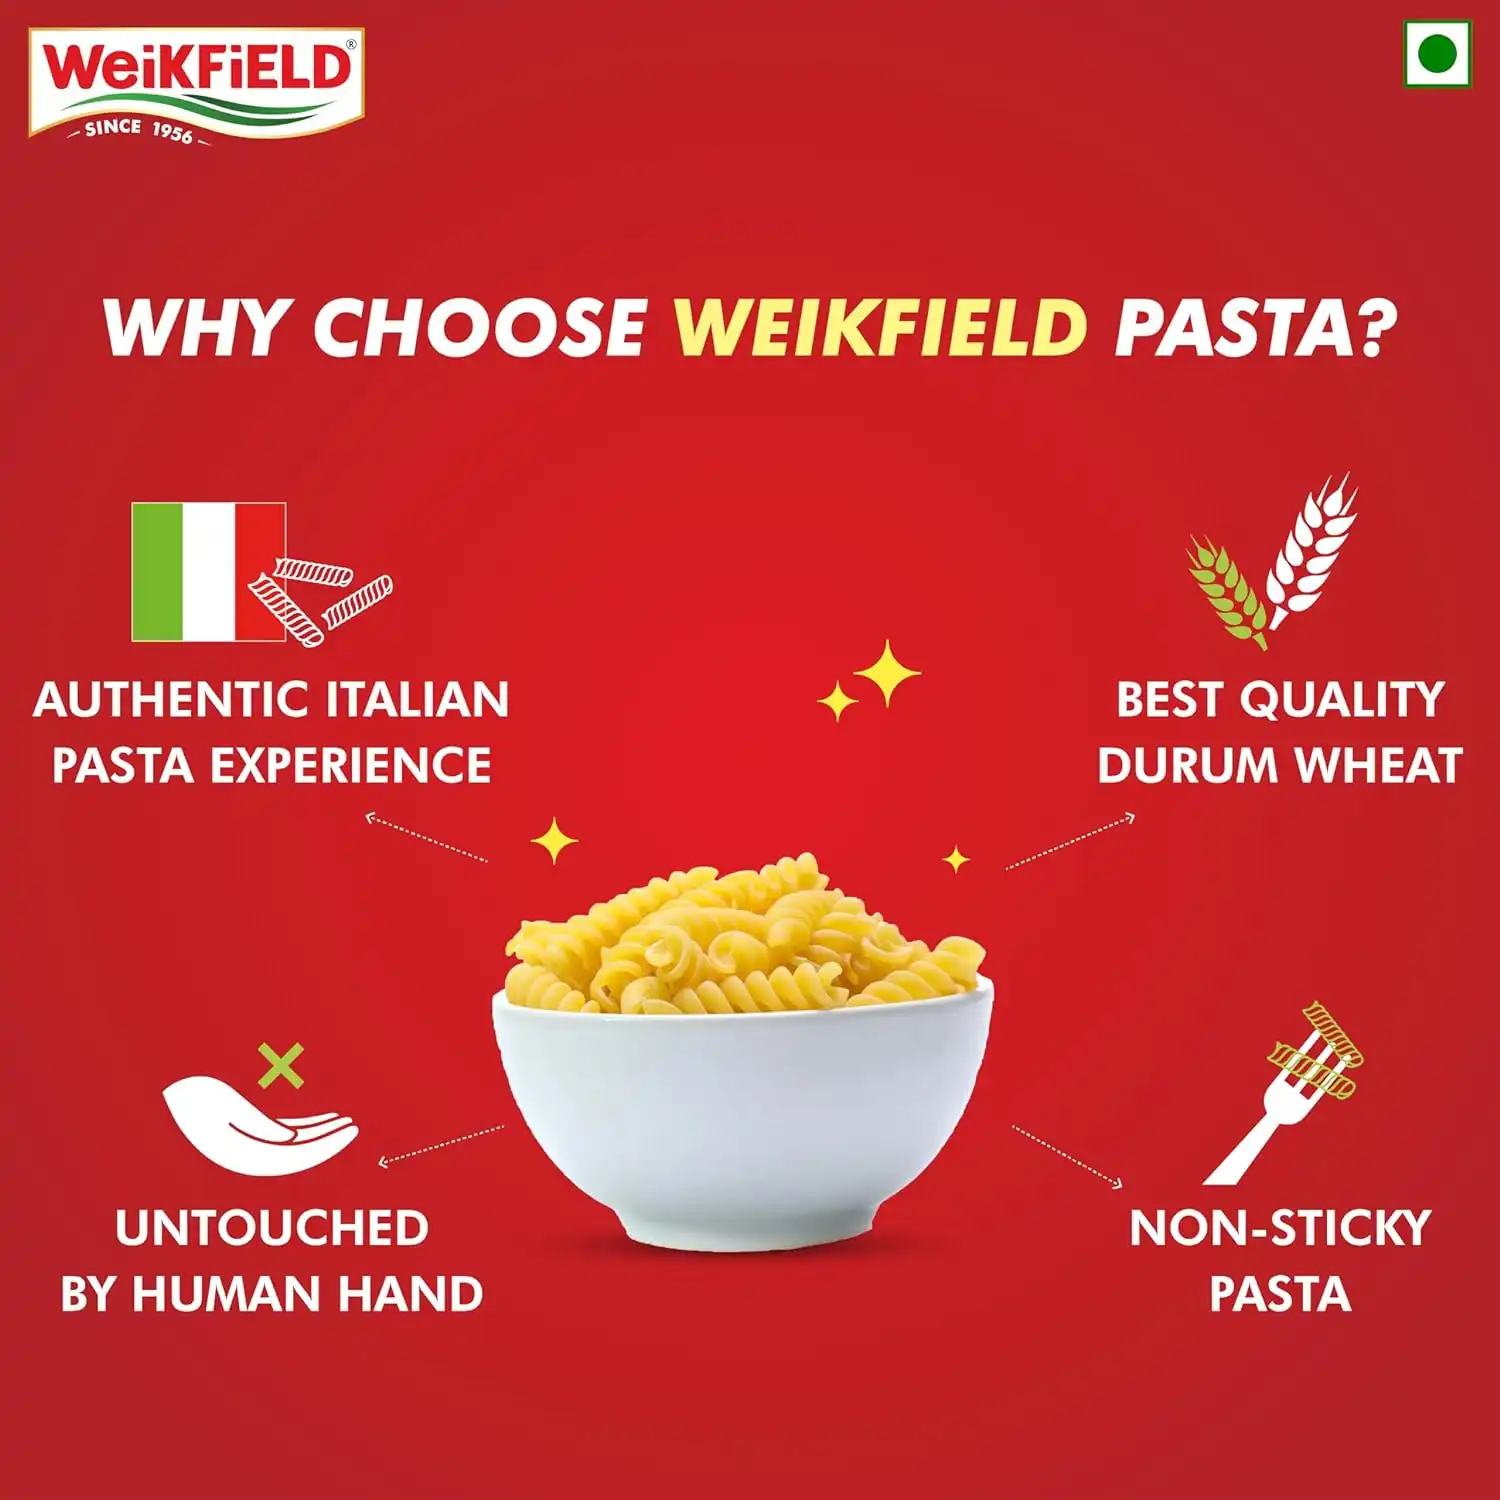 WeiKFiELD®
SINCE 1956
WHY CHOOSE WEIKFIELD PASTA?
AUTHENTIC ITALIAN
PASTA EXPERIENCE
BEST QUALITY
DURUM WHEAT
UNTOUCHED
BY HUMAN HAND
NON-STICKY
PASTA